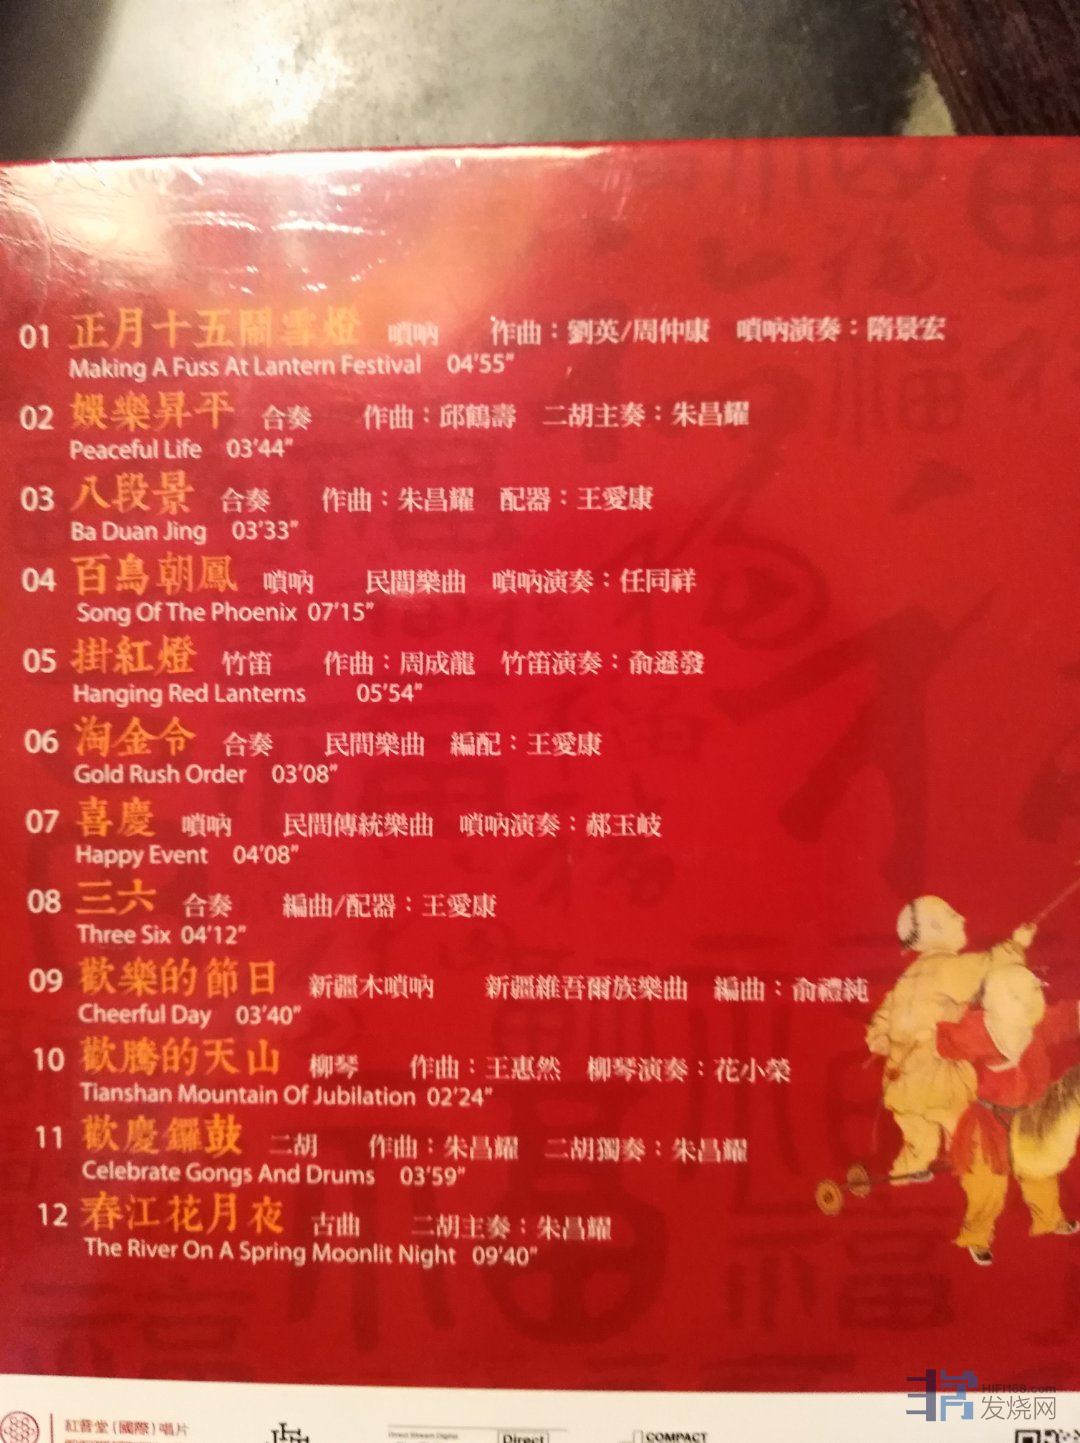 01 正月十五鬧雪燈 嗩吶 作曲：劉英/周仲康 嗩吶演奏：隋景宏
Making A Fuss At Lantern Festival 04'55"
02 娛樂昇平 合奏 作曲：邱鶴壽 二胡主奏：朱昌耀
Peaceful Life 03'44"
03 八段景 合奏 作曲：朱昌耀 配器：王愛康
Ba Duan Jing 03'33"
04 百鳥朝鳳 嗩吶 民間樂曲 嗩吶演奏：任同祥
Song Of The Phoenix 07'15"
05 掛紅燈 竹笛 作曲：周成龍 竹笛演奏：俞遜發
Hanging Red Lanterns 05'54"
06 淘金令 合奏 民間樂曲 編配：王愛康
Gold Rush Order 03'08"
07 喜慶 嗩吶 民間傳統樂曲 嗩吶演奏：郝玉岐
Happy Event 04'08"
08 三六 合奏 編曲/配器：王愛康
Three Six 04'12"
09 歡樂的節日 新疆木嗩吶 新疆維吾爾族樂曲 編曲：俞禮純
Cheerful Day 03'40"
10 歡騰的天山 柳琴 作曲：王惠然 柳琴演奏：花小榮
Tianshan Mountain Of Jubilation 02'24"
11 歡慶鑼鼓 二胡 作曲：朱昌耀 二胡獨奏：朱昌耀
Celebrate Gongs And Drums 03'59"
12 春江花月夜 古曲 二胡主奏：朱昌耀
The River On A Spring Moonlit Night 09'40"
紅音堂(國際)唱片
Direct Stream Digital
Direct
COMPACT
HIFI168.com
发烧网